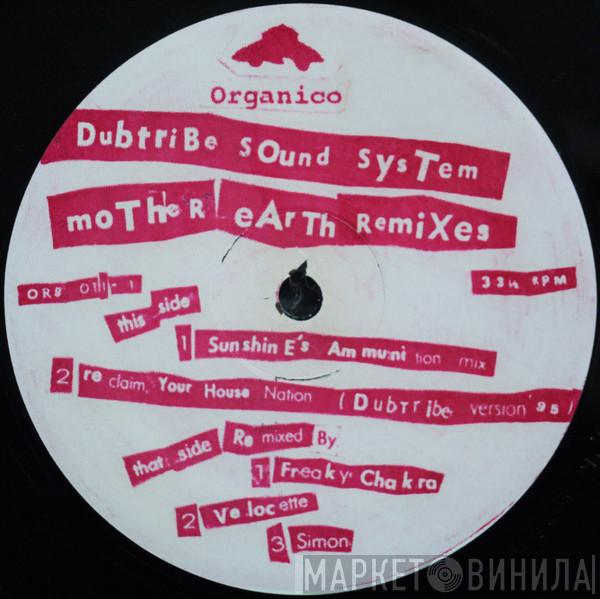 Organico
DubtriBe sOund SysTem
moTheR eArTh RemiXes
ORB 011-1
33⅓ RPM
this side
1 SunshinE's Ammunition mix
2 reclaim, Your House Nation (DubTribe version '95)
that side Remixed By
1 Freaky Chakra
2 Velocette
3 Simon
МАРКЕТ ВИНИЛА